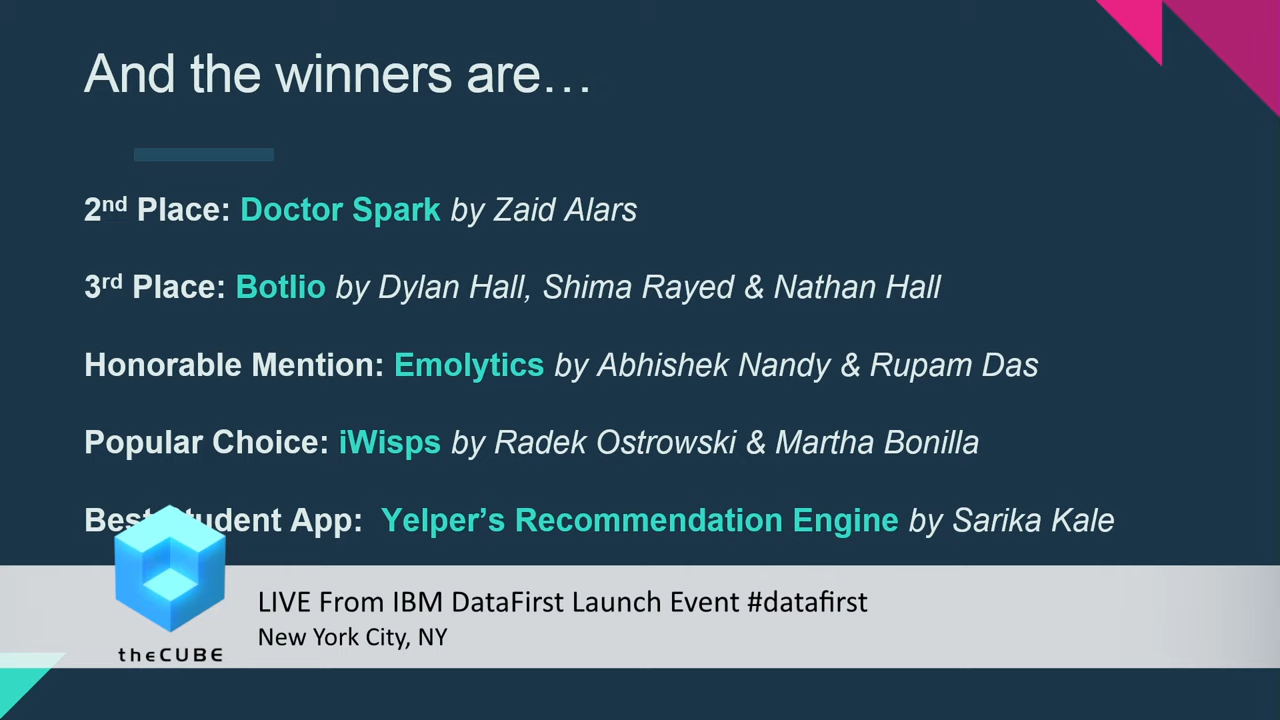 And the winners are…
2nd Place: Doctor Spark by Zaid Alars
3rd Place: Botlio by Dylan Hall, Shima Rayed & Nathan Hall
Honorable Mention: Emolytics by Abhishek Nandy & Rupam Das
Popular Choice: iWisps by Radek Ostrowski & Martha Bonilla
Best Student App: Yelper's Recommendation Engine by Sarika Kale
LIVE From IBM DataFirst Launch Event #datafirst
New York City, NY
theCUBE